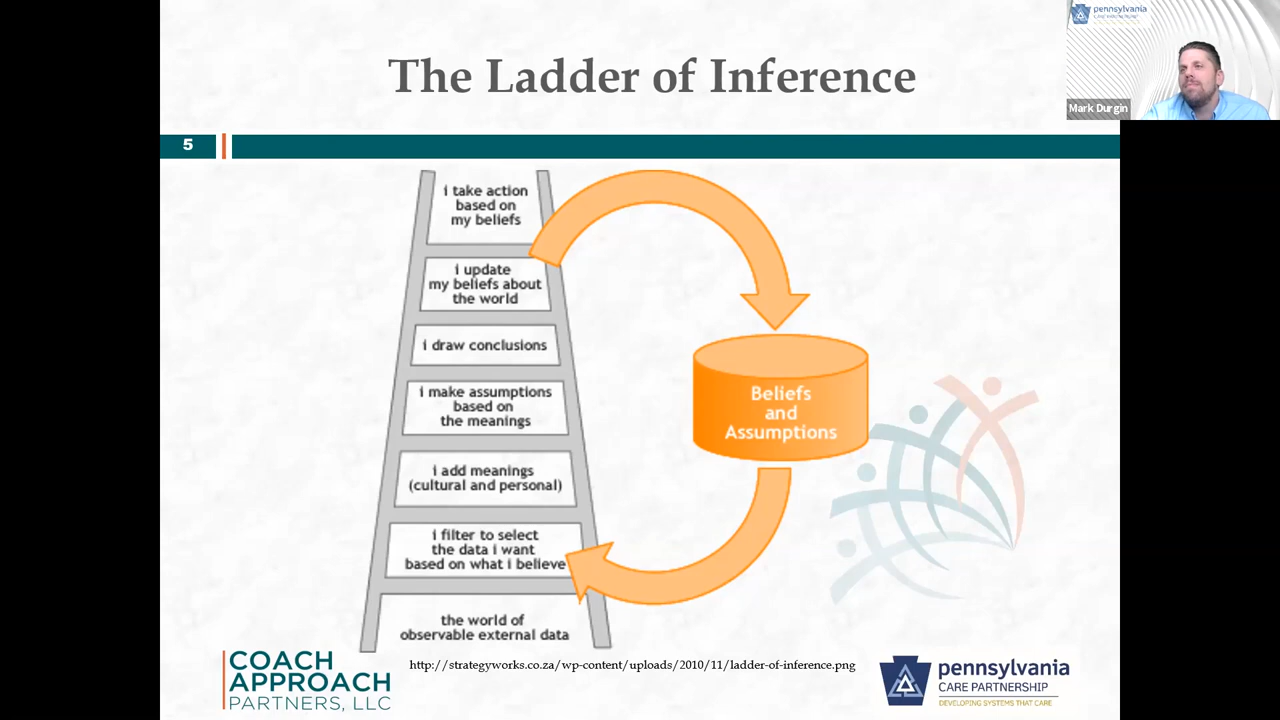 The Ladder of Inference
pennsylvania
CARE PARTNERSHIP
Mark Durgin
5
i take action
based on
my beliefs
i update
my beliefs about
the world
i draw conclusions
i make assumptions
based on
the meanings
i add meanings
(cultural and personal)
i filter to select
the data i want
based on what i believe
the world of
observable external data
Beliefs
and
Assumptions
http://strategyworks.co.za/wp-content/uploads/2010/11/ladder-of-inference.png
COACH
APPROACH
PARTNERS, LLC
pennsylvania
CARE PARTNERSHIP
DEVELOPING SYSTEMS THAT CARE